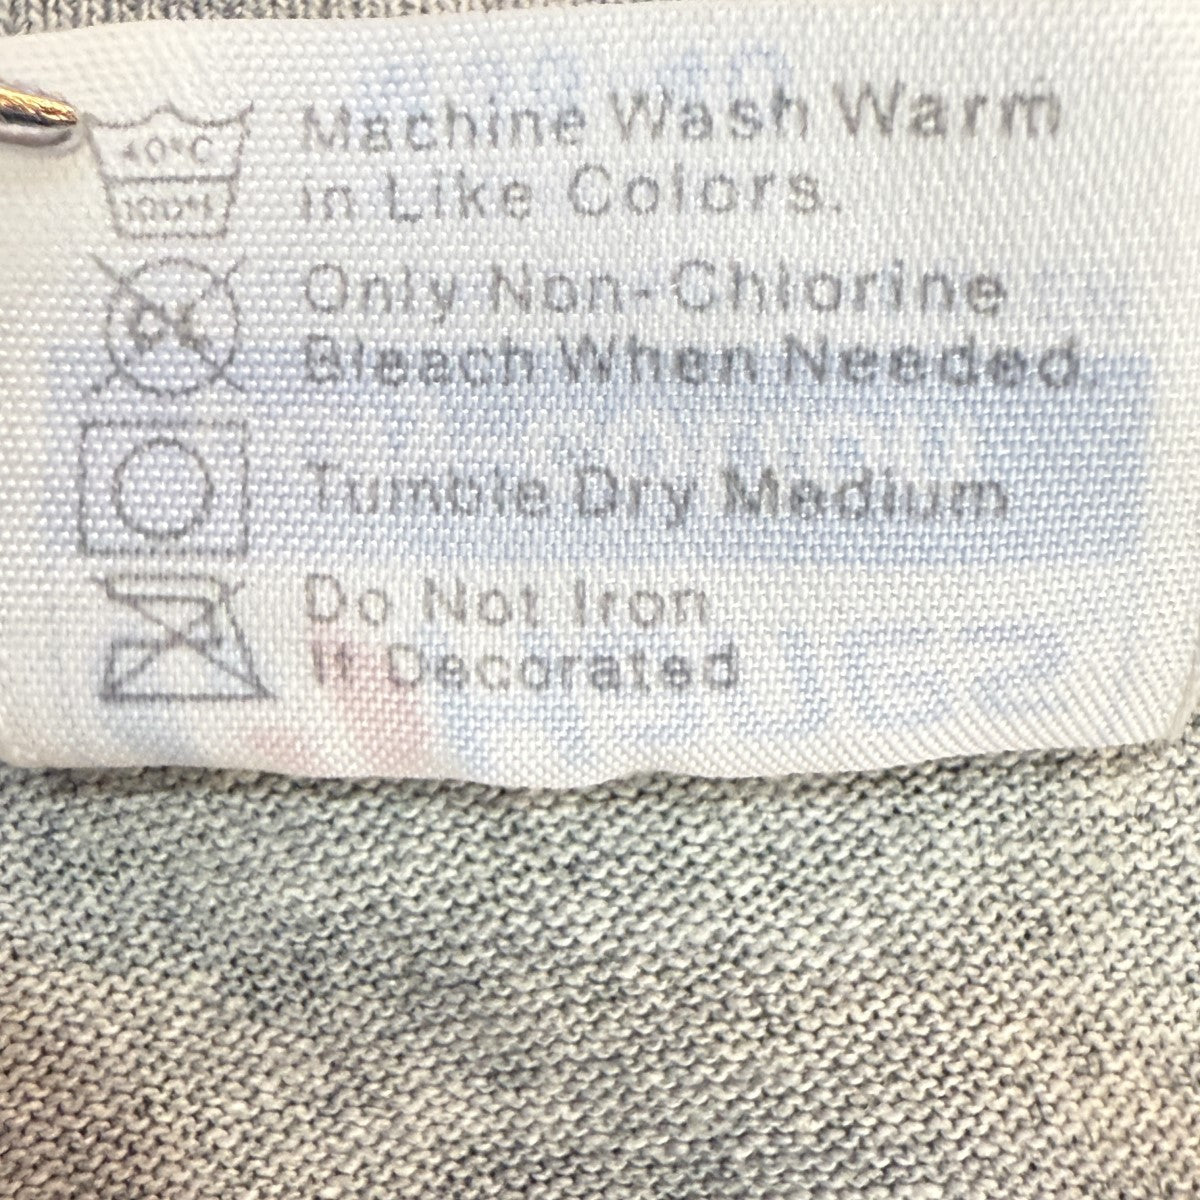 40°C
Machine Wash Warm
in Like Colors.
Only Non-Chlorine
Bleach When Needed.
Tumble Dry Medium
Do Not Iron
If Decorated